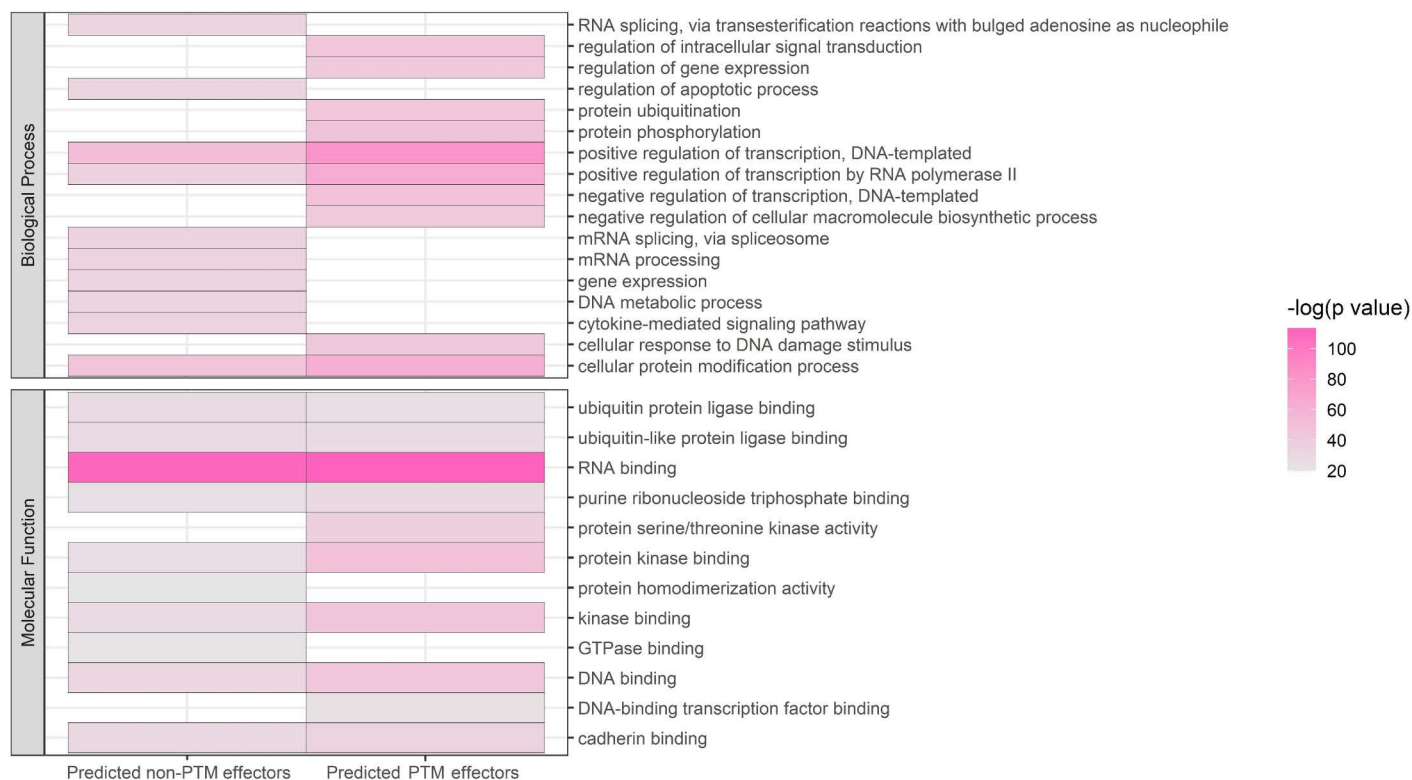 Biological Process
RNA splicing, via transesterification reactions with bulged adenosine as nucleophile
regulation of intracellular signal transduction
regulation of gene expression
regulation of apoptotic process
protein ubiquitination
protein phosphorylation
positive regulation of transcription, DNA-templated
positive regulation of transcription by RNA polymerase II
negative regulation of transcription, DNA-templated
negative regulation of cellular macromolecule biosynthetic process
mRNA splicing, via spliceosome
mRNA processing
gene expression
DNA metabolic process
cytokine-mediated signaling pathway
cellular response to DNA damage stimulus
cellular protein modification process
Molecular Function
ubiquitin protein ligase binding
ubiquitin-like protein ligase binding
RNA binding
purine ribonucleoside triphosphate binding
protein serine/threonine kinase activity
protein kinase binding
protein homodimerization activity
kinase binding
GTPase binding
DNA binding
DNA-binding transcription factor binding
cadherin binding
Predicted non-PTM effectors
Predicted PTM effectors
-log(p value)
100
80
60
40
20